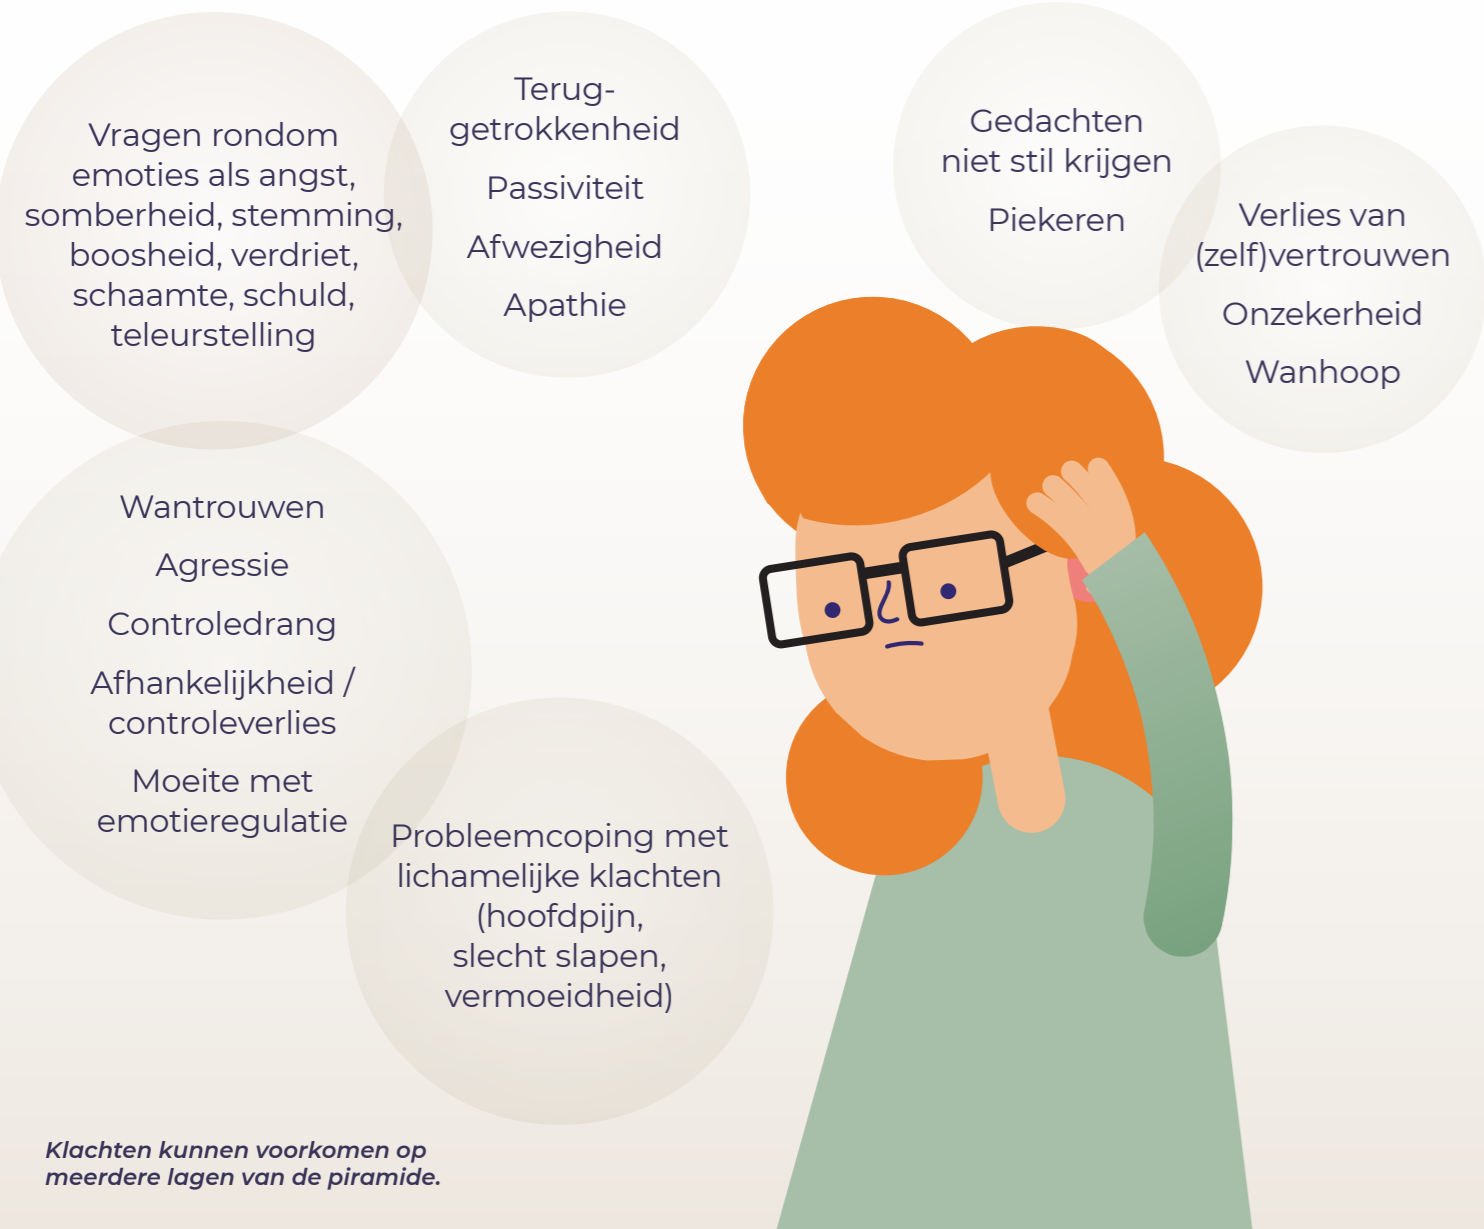 Vragen rondom
emoties als angst,
somberheid, stemming,
boosheid, verdriet,
schaamte, schuld,
teleurstelling
Terug-
getrokkenheid
Passiviteit
Afwezigheid
Apathie
Gedachten
niet stil krijgen
Piekeren
Verlies van
(zelf)vertrouwen
Onzekerheid
Wanhoop
Wantrouwen
Agressie
Controledrang
Afhankelijkheid /
controleverlies
Moeite met
emotieregulatie
Probleemcoping met
lichamelijke klachten
(hoofdpijn,
slecht slapen,
vermoeidheid)
Klachten kunnen voorkomen op
meerdere lagen van de piramide.